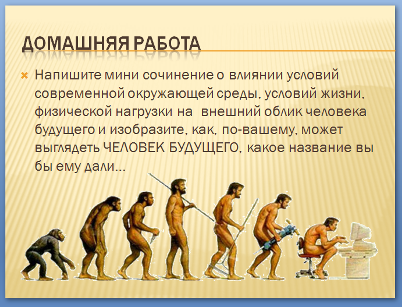 ДОМАШНЯЯ РАБОТА
Напишите мини сочинение о влиянии условий
современной окружающей среды, условий жизни,
физической нагрузки на внешний облик человека
будущего и изобразите, как, по-вашему, может
выглядеть ЧЕЛОВЕК БУДУЩЕГО, какое название вы
бы ему дали...